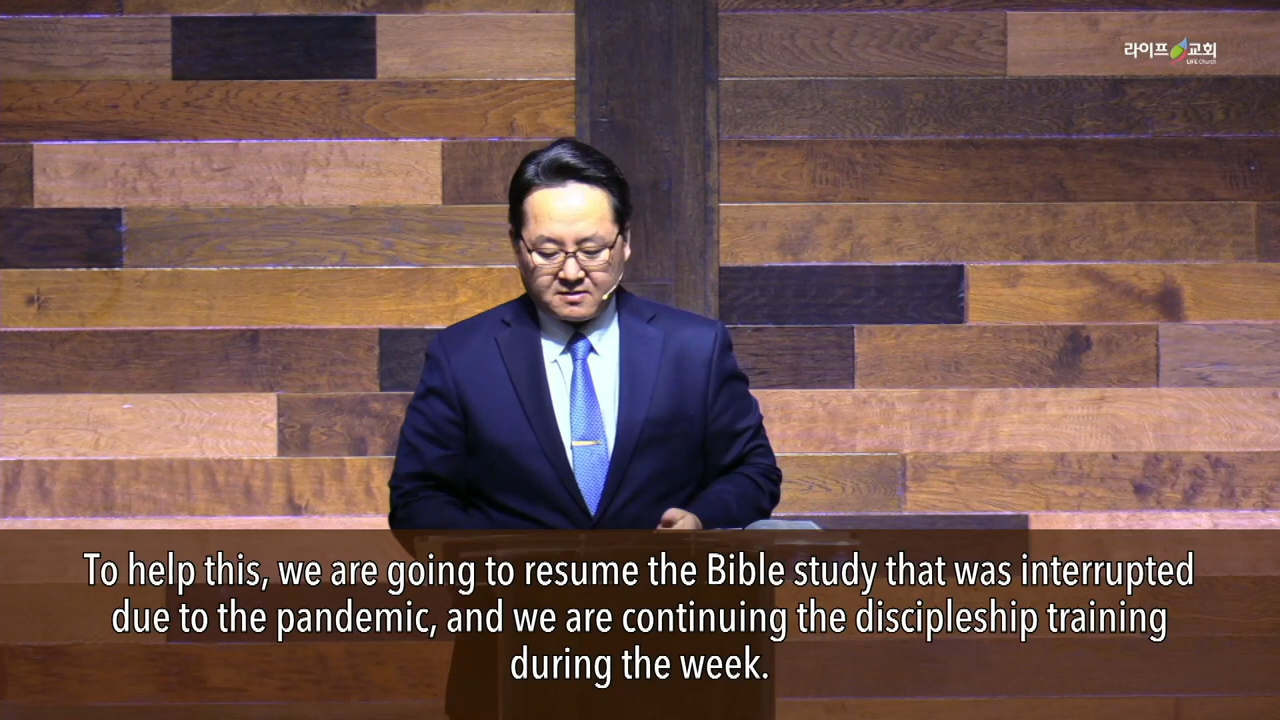 라이프교회
LIFE Church
To help this, we are going to resume the Bible study that was interrupted
due to the pandemic, and we are continuing the discipleship training
during the week.